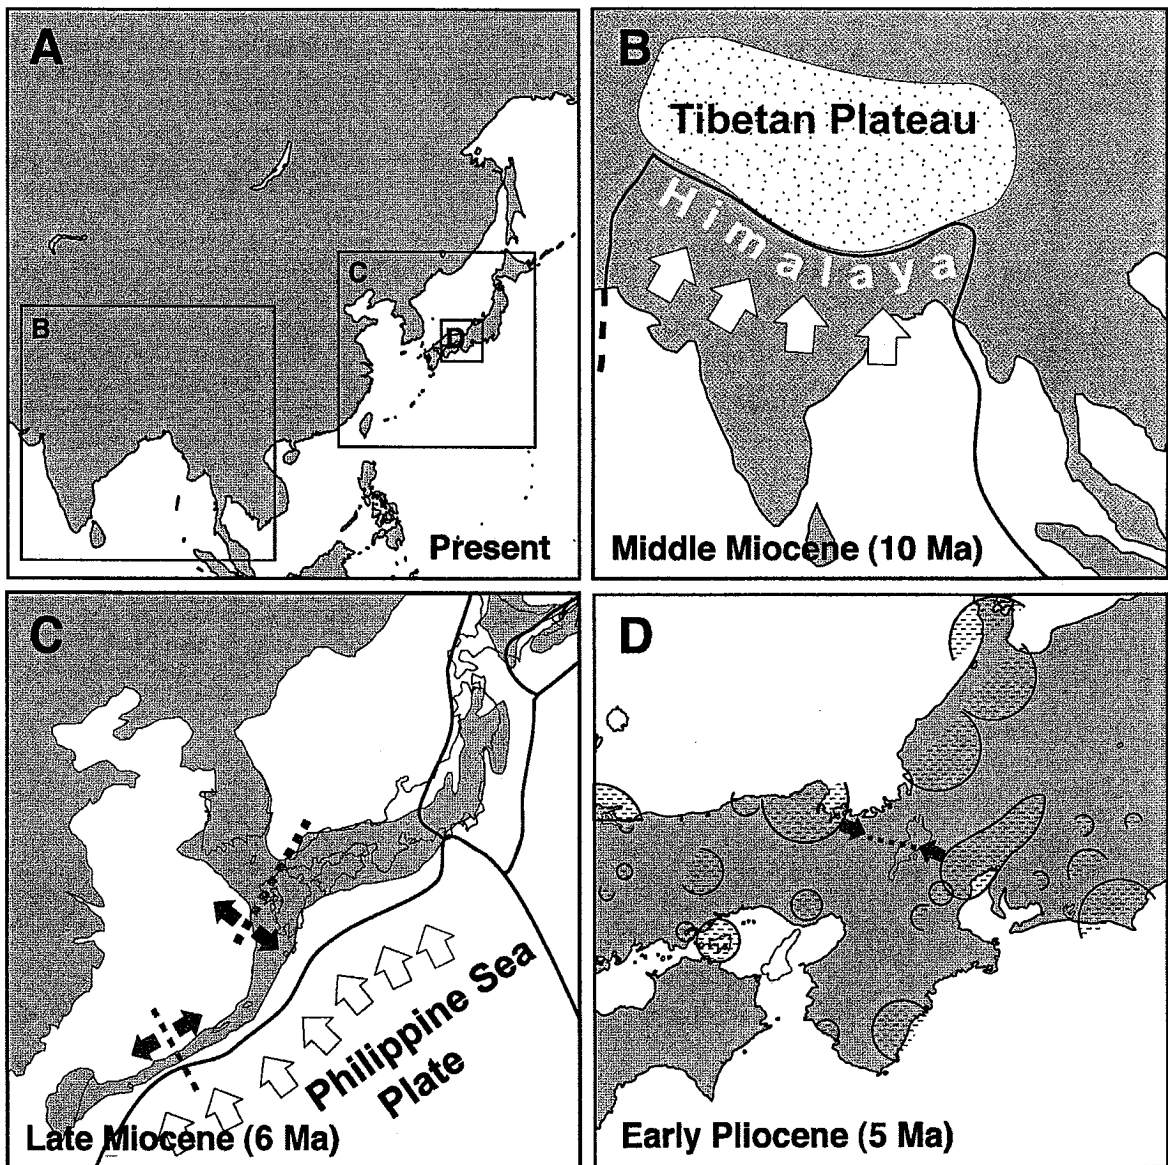 A
B
C
D
Present
B
Tibetan Plateau
Himalaya
Middle Miocene (10 Ma)
C
Philippine Sea
Plate
Late Miocene (6 Ma)
D
Early Pliocene (5 Ma)